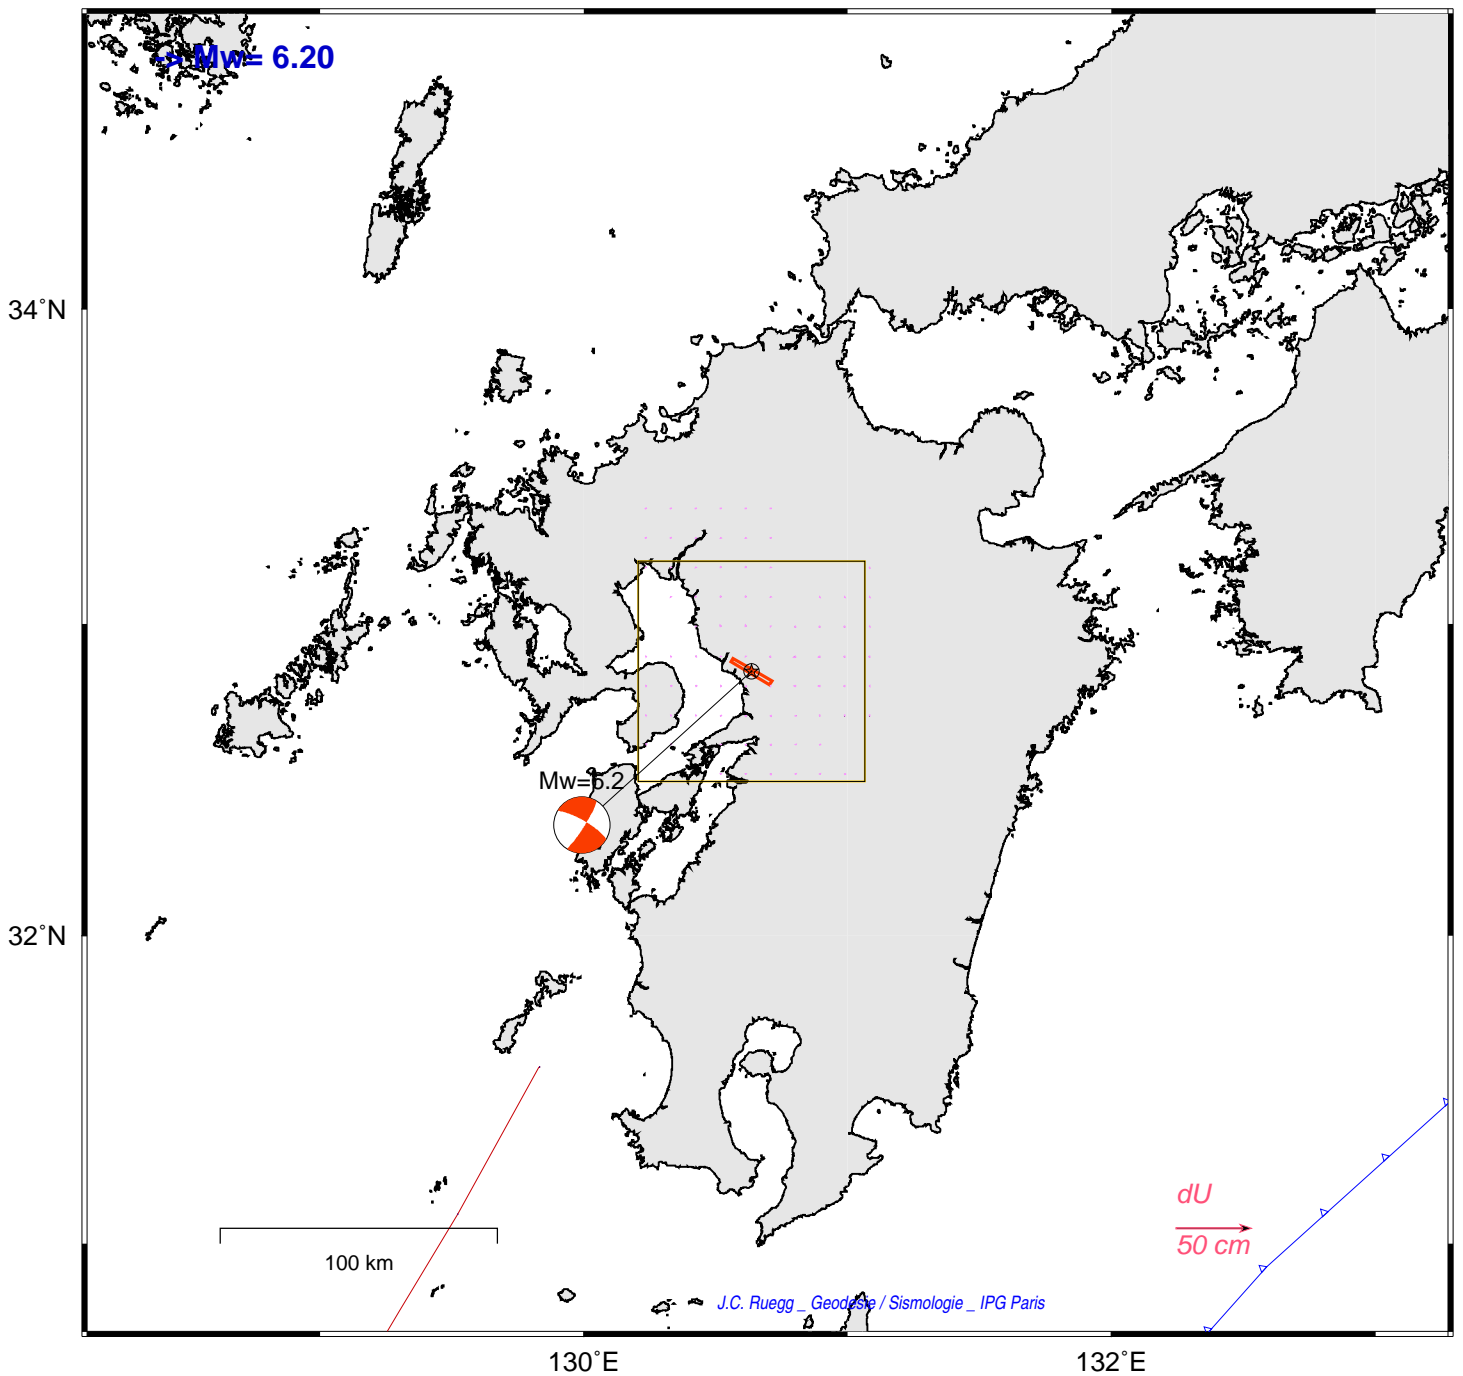 -> Mw= 6.20
34°N
Mw=6.2
32°N
dU
50 cm
100 km
J.C. Ruegg _ Geodesie / Sismologie _ IPG Paris
130°E
132°E